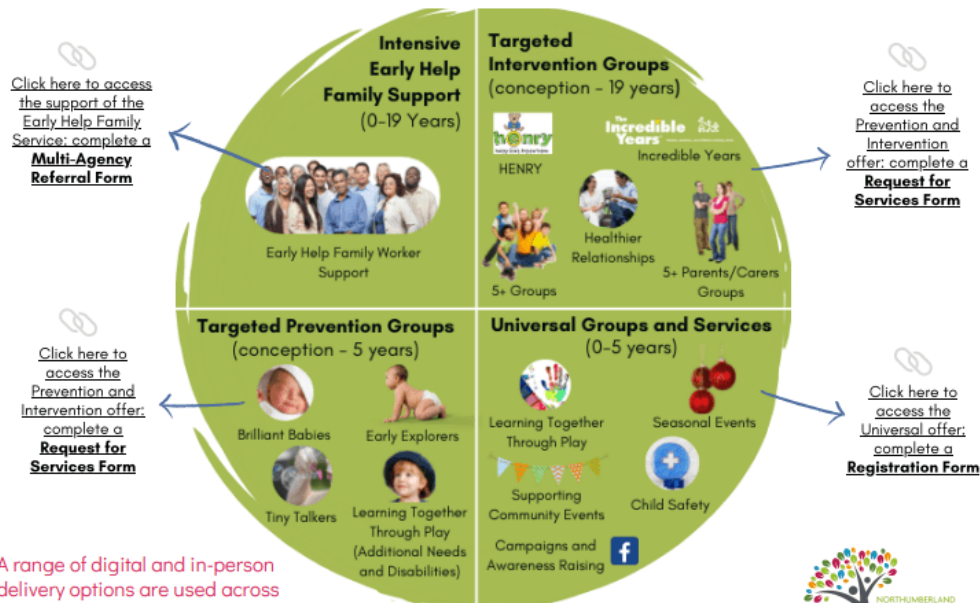 Click here to access
the support of the
Early Help Family
Service; complete a
Multi-Agency
Referral Form
Intensive
Early Help
Family Support
(0-19 Years)
Early Help Family Worker
Support
Targeted
Intervention Groups
(conception - 19 years)
henry
HENRY
The
Incredible
Years
Incredible Years
Healthier
Relationships
5+ Groups
5+ Parents/Carers
Groups
Click here to
access the
Prevention and
Intervention
offer; complete a
Request for
Services Form
Click here to
access the
Prevention and
Intervention offer;
complete a
Request for
Services Form
Targeted Prevention Groups
(conception - 5 years)
Brilliant Babies
Early Explorers
Tiny Talkers
Learning Together
Through Play
(Additional Needs
and Disabilities)
Universal Groups and Services
(0-5 years)
Learning Together
Through Play
Seasonal Events
Supporting
Community Events
Child Safety
Campaigns and
Awareness Raising
f
Click here to
access the
Universal offer;
complete a
Registration Form
A range of digital and in-person
delivery options are used across
NORTHUMBERLAND